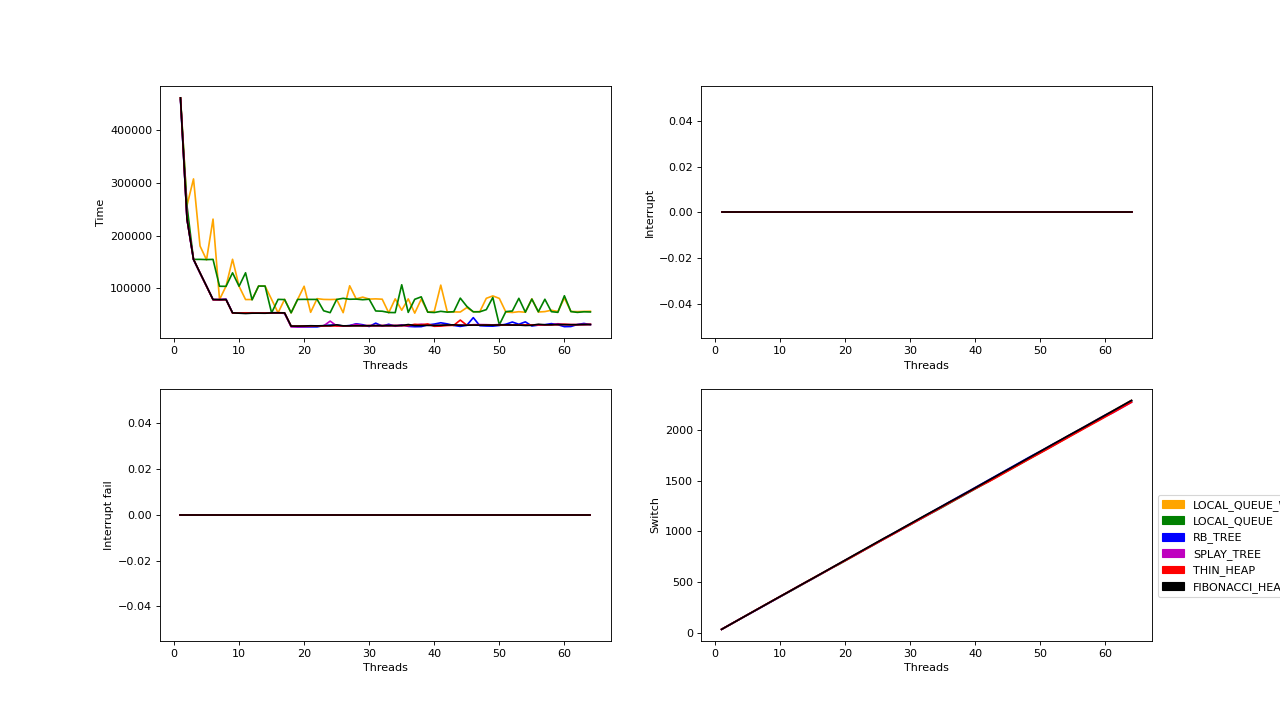 400000
300000
200000
100000
Time
0 10 20 30 40 50 60
Threads
0.04
0.02
0.00
−0.02
−0.04
Interrupt
0 10 20 30 40 50 60
Threads
0.04
0.02
0.00
−0.02
−0.04
Interrupt fail
0 10 20 30 40 50 60
Threads
2000
1500
1000
500
0
Switch
0 10 20 30 40 50 60
Threads
LOCAL_QUEUE_
LOCAL_QUEUE
RB_TREE
SPLAY_TREE
THIN_HEAP
FIBONACCI_HEA